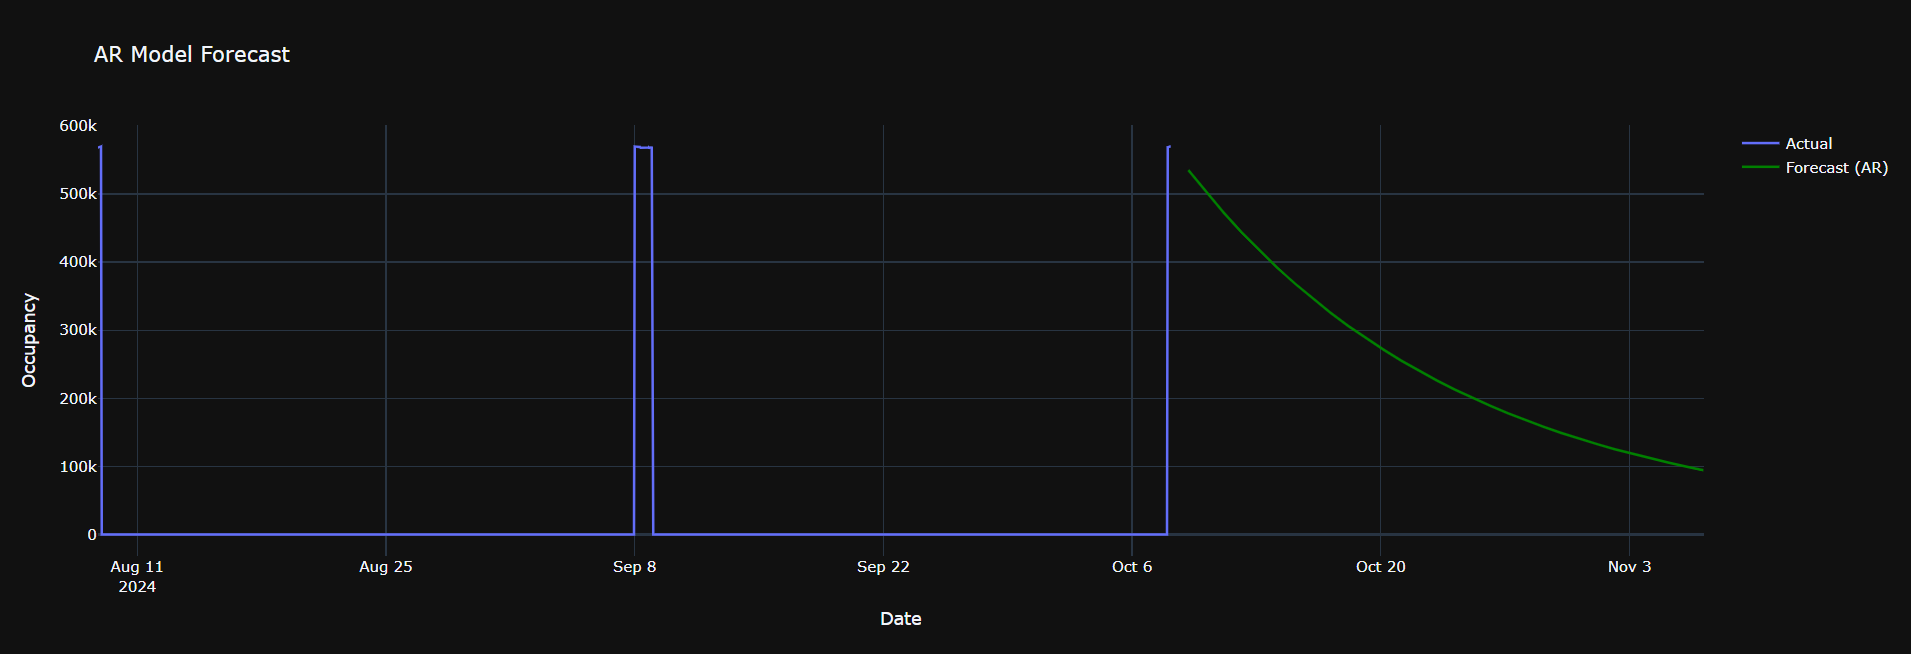 AR Model Forecast
600k
500k
400k
300k
200k
100k
0
Occupancy
Aug 11
2024
Aug 25
Sep 8
Sep 22
Oct 6
Oct 20
Nov 3
Date
Actual
Forecast (AR)